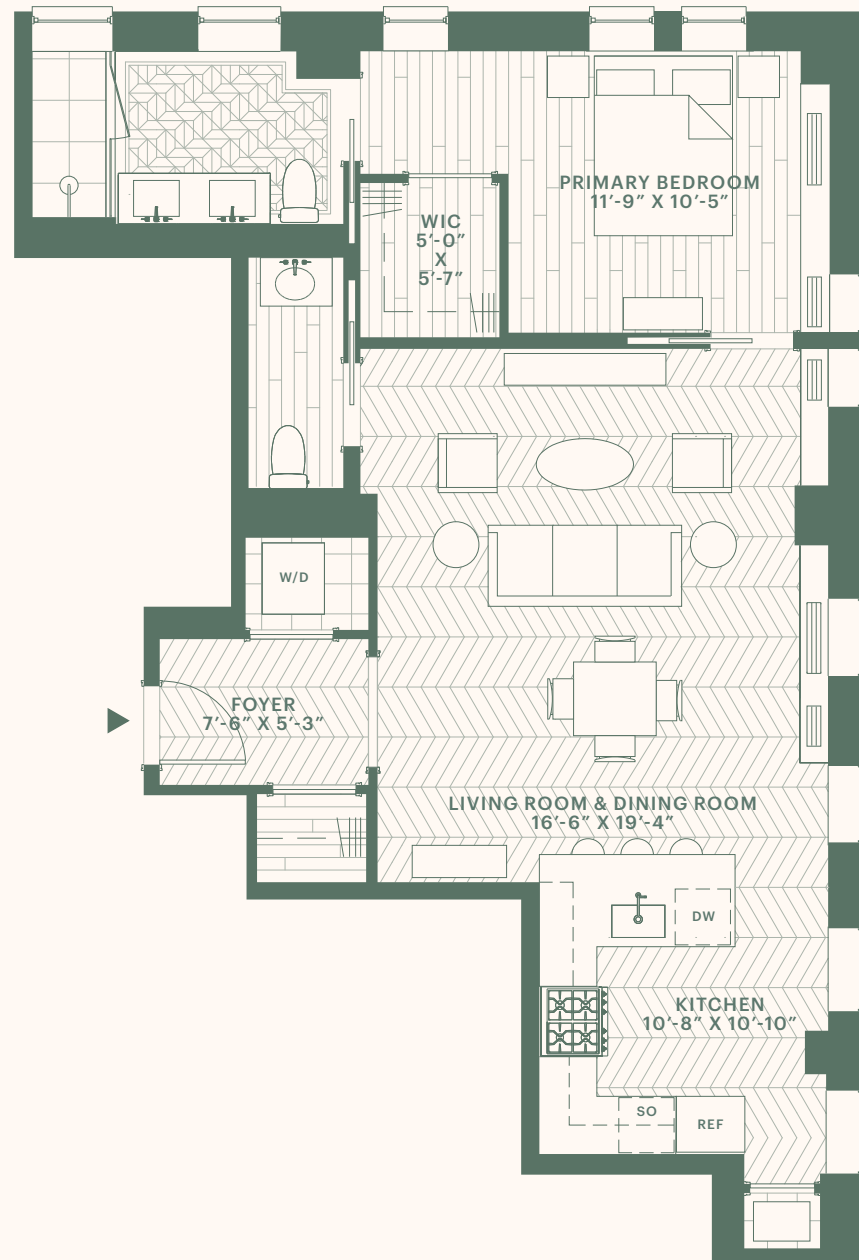 PRIMARY BEDROOM
11′-9″ X 10′-5″
WIC
5′-0″
X
5′-7″
W/D
FOYER
7′-6″ X 5′-3″
LIVING ROOM & DINING ROOM
16′-6″ X 19′-4″
DW
KITCHEN
10′-8″ X 10′-10″
SO
REF